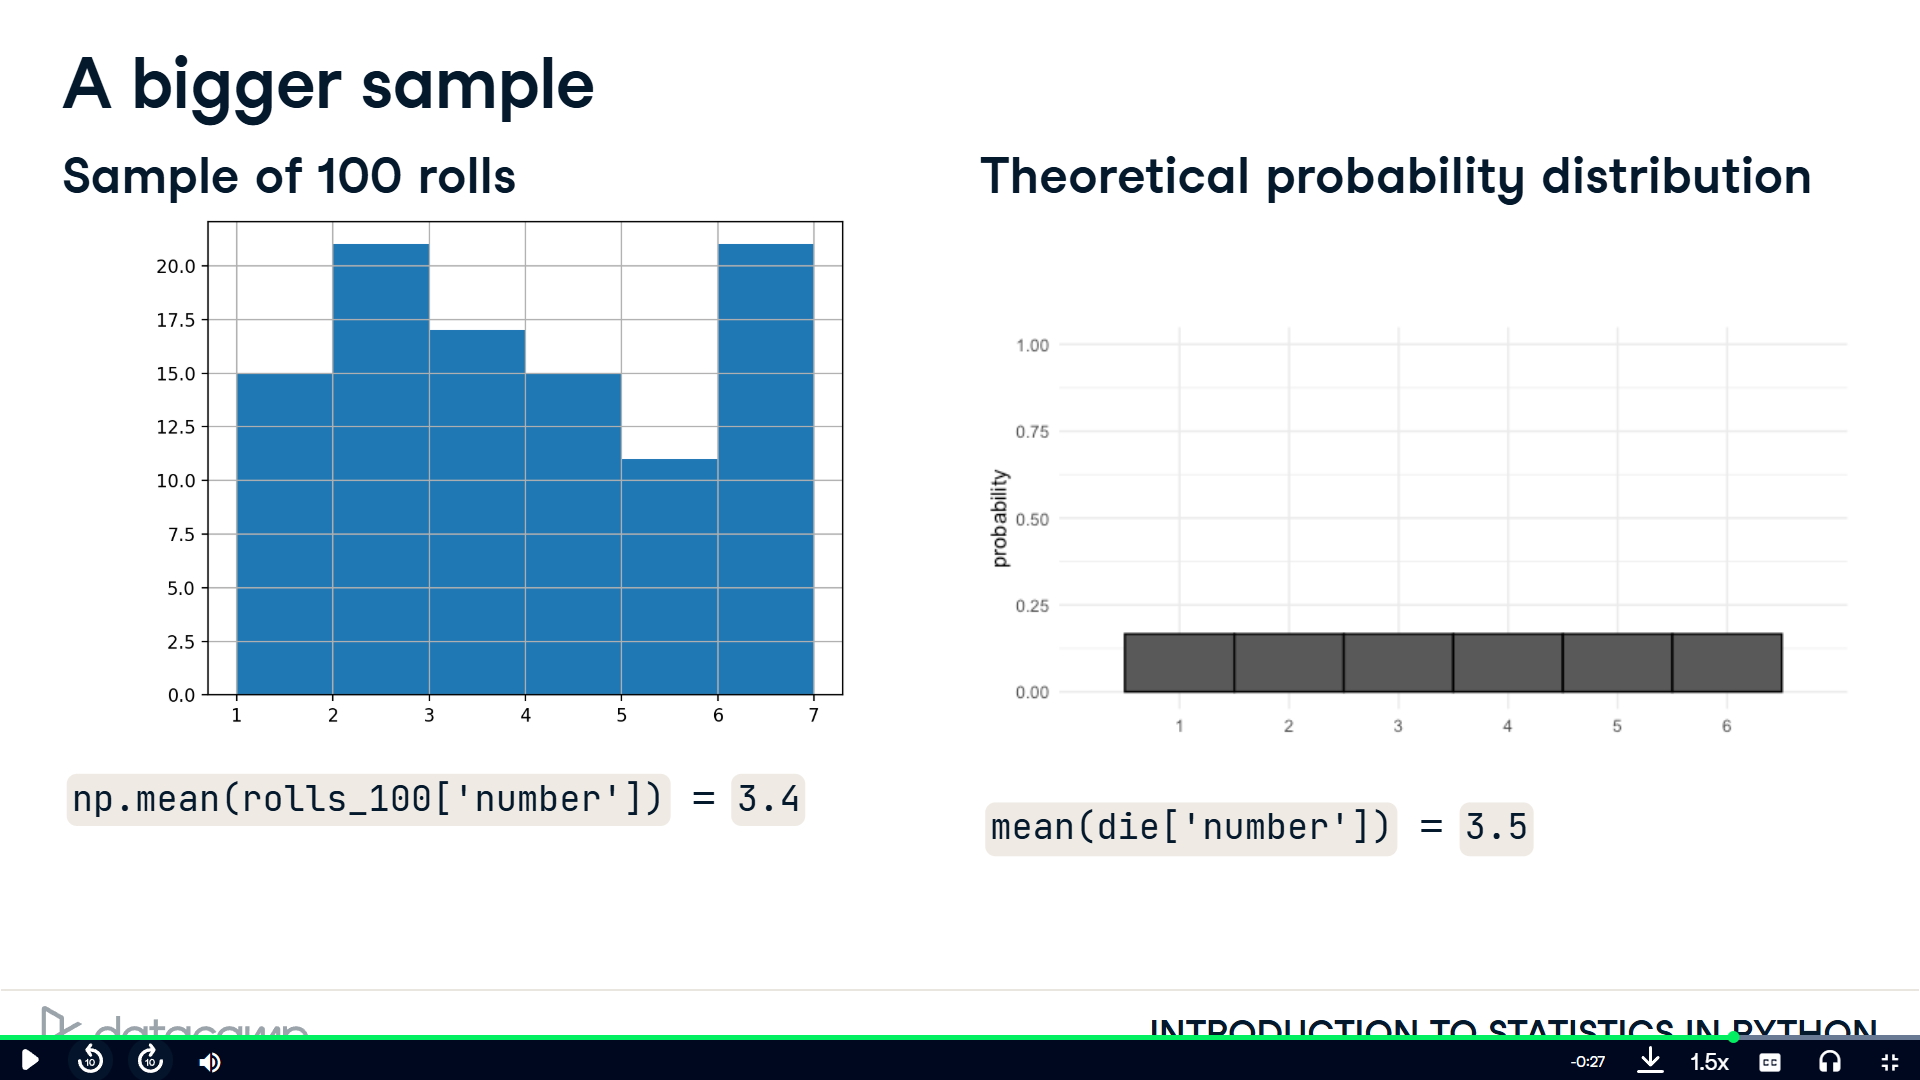 A bigger sample
Sample of 100 rolls
20.0
17.5
15.0
12.5
10.0
7.5
5.0
2.5
0.0
1 2 3 4 5 6 7
np.mean(rolls_100['number']) = 3.4
Theoretical probability distribution
probability
1.00
0.75
0.50
0.25
0.00
1 2 3 4 5 6
mean(die['number']) = 3.5
datacamp
INTRODUCTION TO STATISTICS IN PYTHON
10
10
-0:27
1.5x
CC